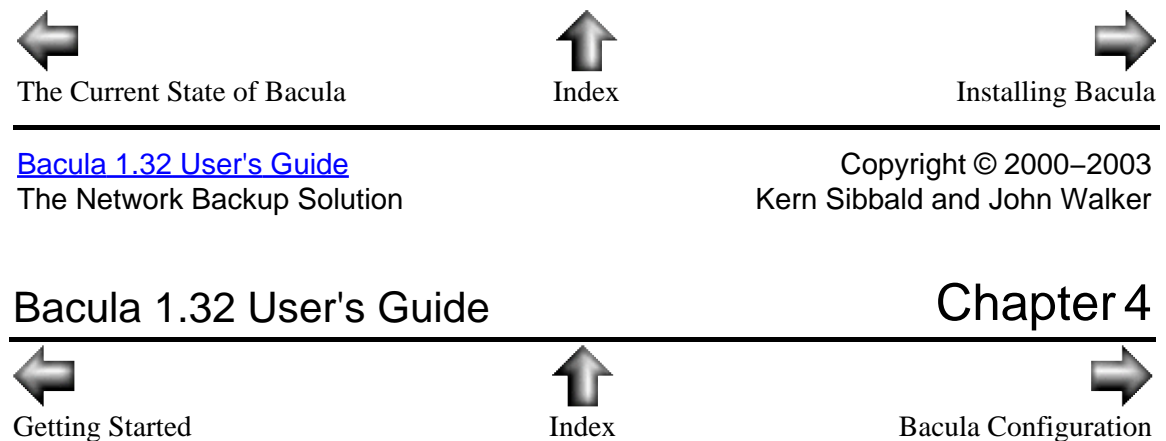 The Current State of Bacula Index Installing Bacula
Bacula 1.32 User's Guide Copyright © 2000−2003
The Network Backup Solution Kern Sibbald and John Walker
Bacula 1.32 User's Guide Chapter 4
Getting Started Index Bacula Configuration